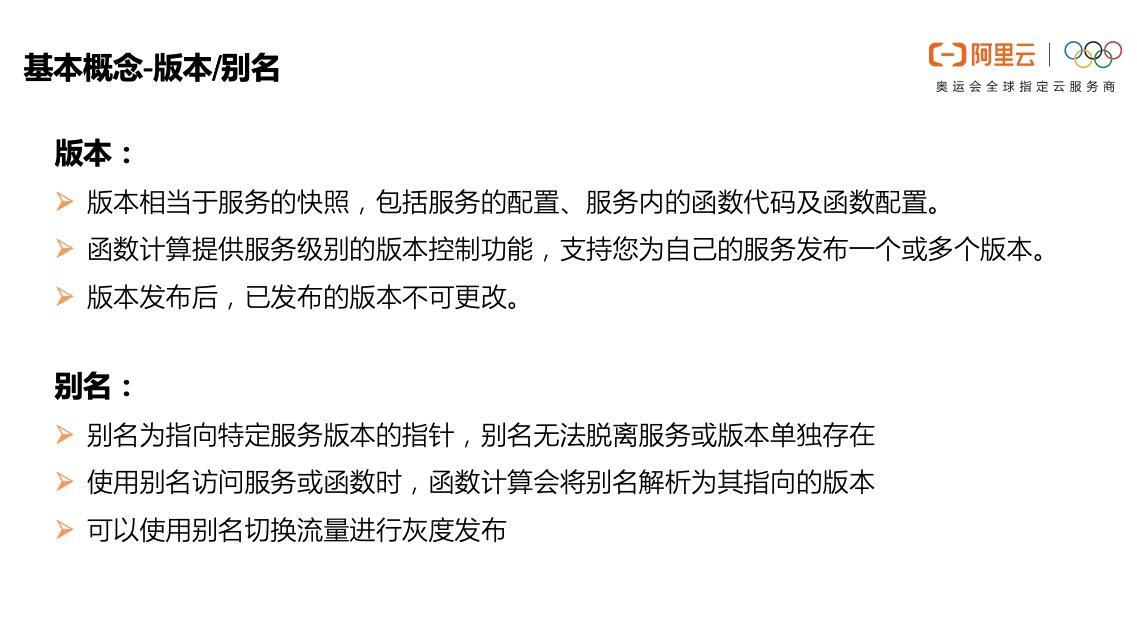 基本概念-版本/别名
阿里云
奥运会全球指定云服务商
版本：
版本相当于服务的快照，包括服务的配置、服务内的函数代码及函数配置。
函数计算提供服务级别的版本控制功能，支持您为自己的服务发布一个或多个版本。
版本发布后，已发布的版本不可更改。
别名：
别名为指向特定服务版本的指针，别名无法脱离服务或版本单独存在
使用别名访问服务或函数时，函数计算会将别名解析为其指向的版本
可以使用别名切换流量进行灰度发布